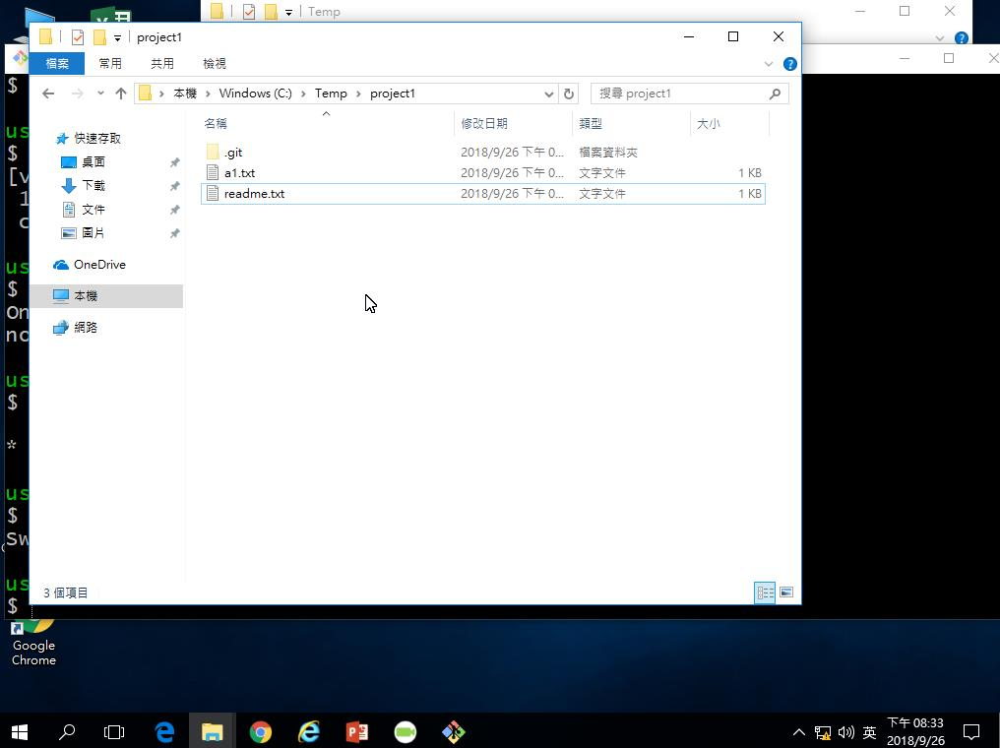 Temp
project1
檔案 常用 共用 檢視
本機 Windows (C:) Temp project1 搜尋 project1
名稱 修改日期 類型 大小
快速存取
桌面
下載
文件
圖片
OneDrive
本機
網路
.git 2018/9/26 下午 0... 檔案資料夾
a1.txt 2018/9/26 下午 0... 文字文件 1 KB
readme.txt 2018/9/26 下午 0... 文字文件 1 KB
3 個項目
$
us
$
[v
1
c
us
$
On
no
us
$
*
us
$
Sw
us
$
Google
Chrome
英
下午 08:33
2018/9/26